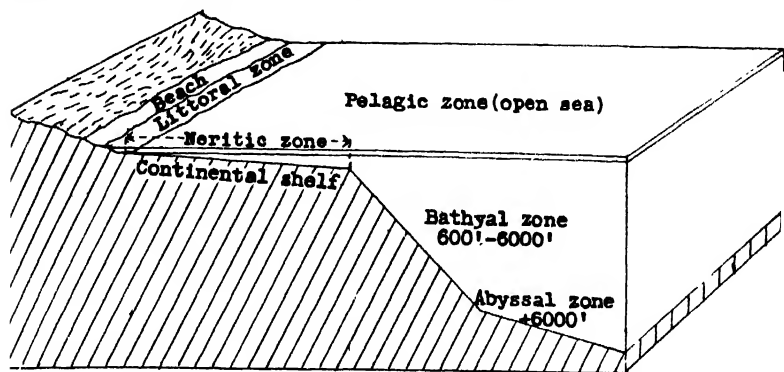 Beach
Littoral zone
Pelagic zone(open sea)
Neritic zone
Continental shelf
Bathyal zone
600'-6000'
Abyssal zone
+6000'